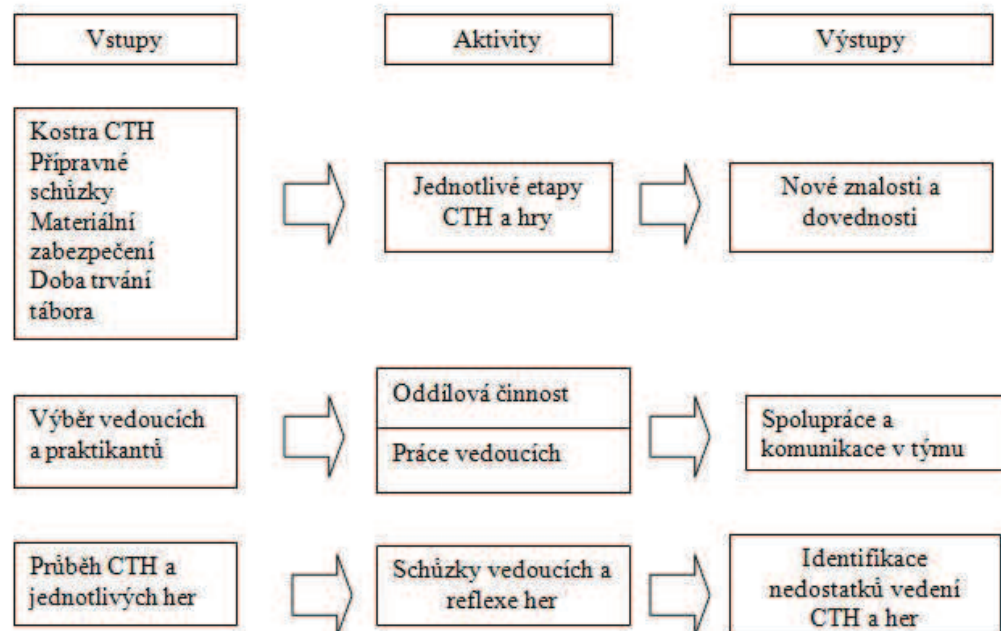 Vstupy
Aktivity
Výstupy
Kostra CTH
Přípravné
schůzky
Materiální
zabezpečení
Doba trvání
tábora
Jednotlivé etapy
CTH a hry
Nové znalosti a
dovednosti
Výběr vedoucích
a praktikantů
Oddílová činnost
Práce vedoucích
Spolupráce a
komunikace v týmu
Průběh CTH a
jednotlivých her
Schůzky vedoucích a
reflexe her
Identifikace
nedostatků vedení
CTH a her